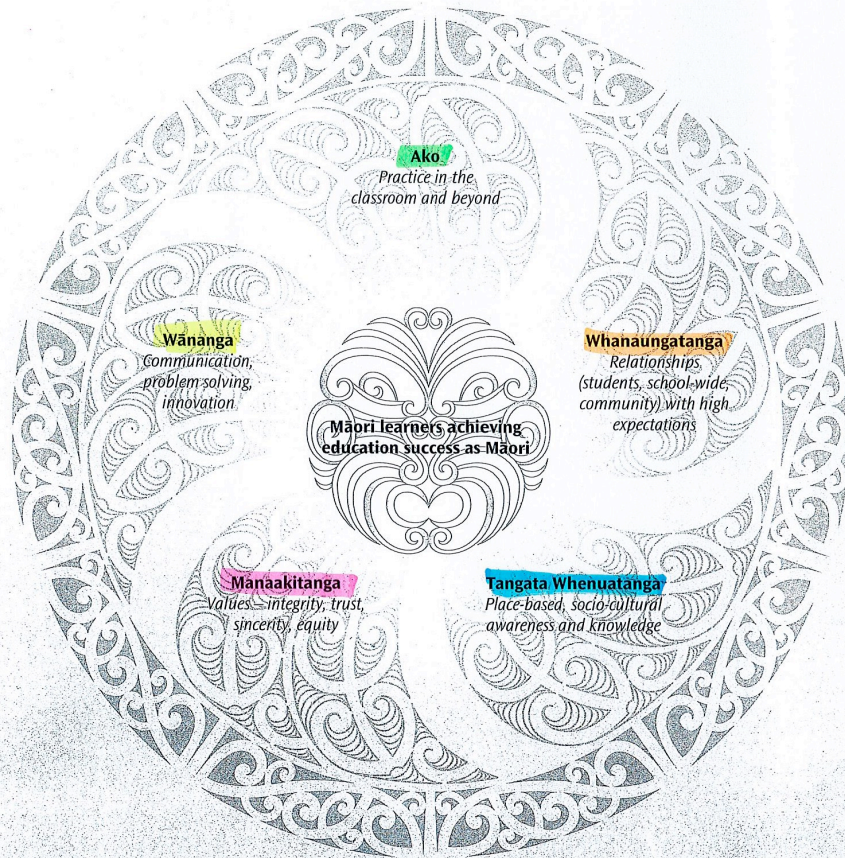 Ako
Practice in the
classroom and beyond
Wānanga
Communication,
problem solving,
innovation
Whanaungatanga
Relationships
(students, school-wide,
community) with high
expectations
Māori learners achieving
education success as Māori
Manaakitanga
Values – integrity, trust,
sincerity, equity
Tangata Whenuatanga
Place-based, socio-cultural
awareness and knowledge